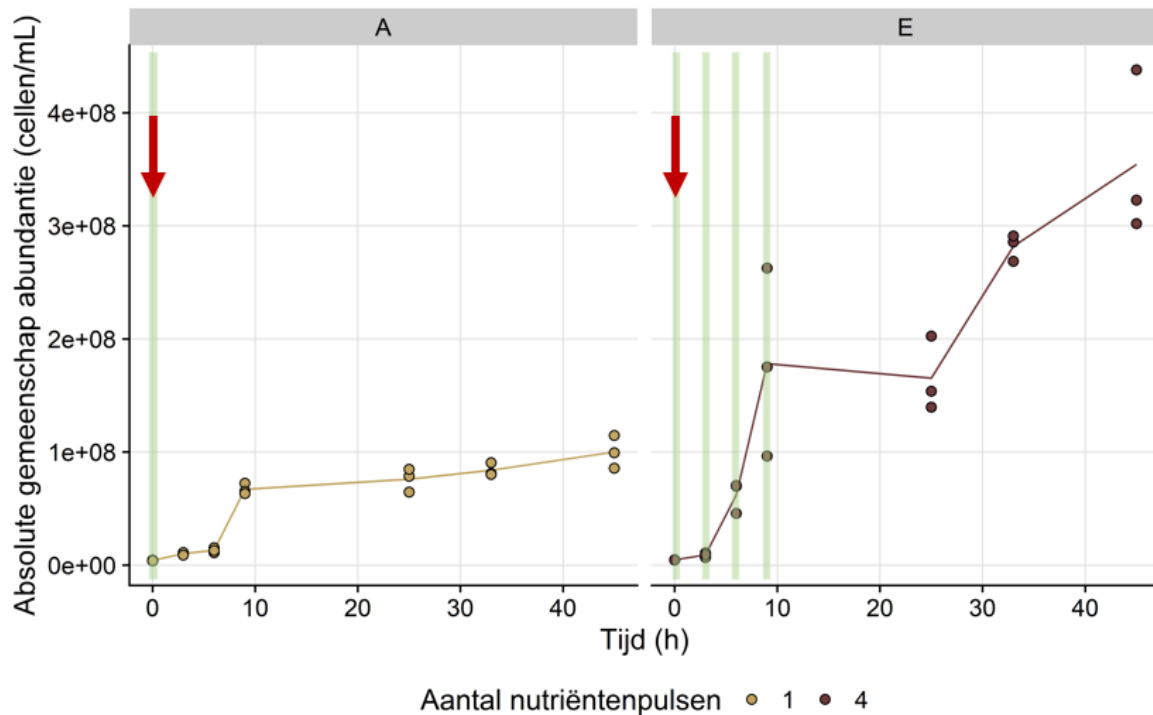 A
E
Absolute gemeenschap abundantie (cellen/mL)
4e+08
3e+08
2e+08
1e+08
0e+00
0 10 20 30 40
0 10 20 30 40
Tijd (h)
Aantal nutriëntenpulsen 1 4